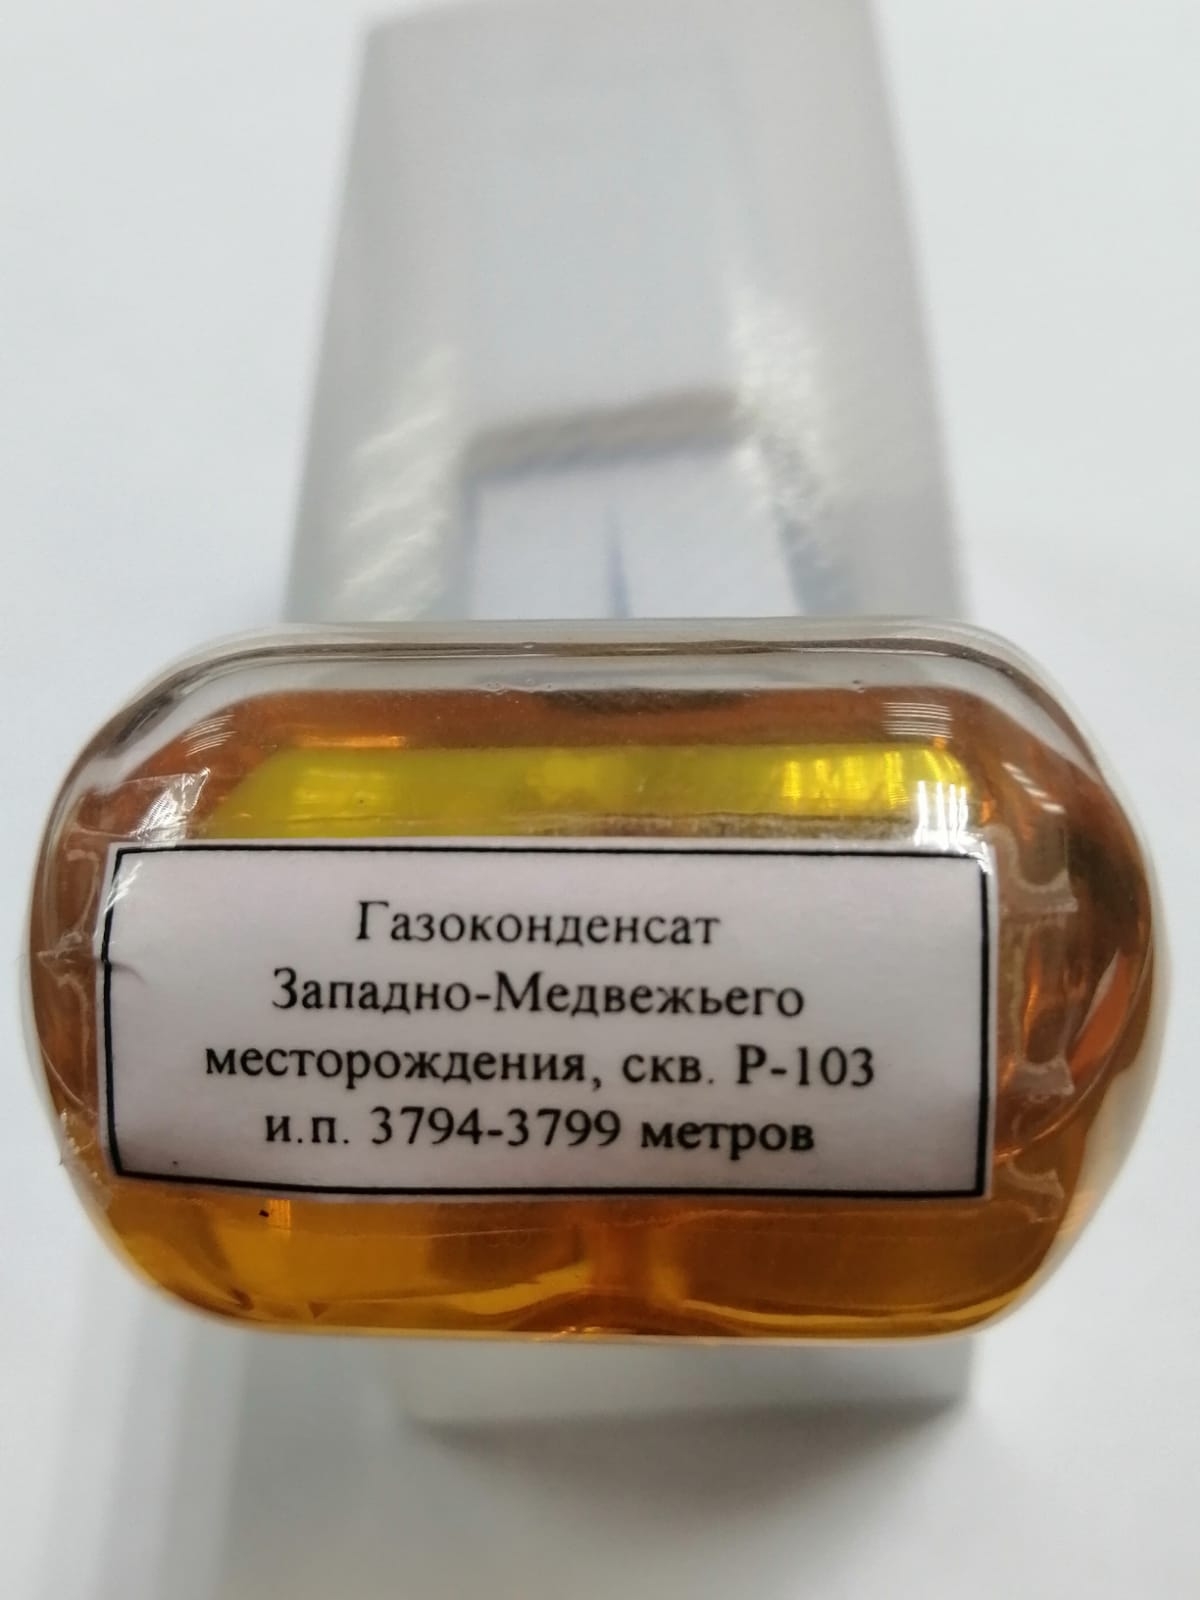 Газоконденсат
Западно-Медвежьего
месторождения, скв. Р-103
и.п. 3794-3799 метров